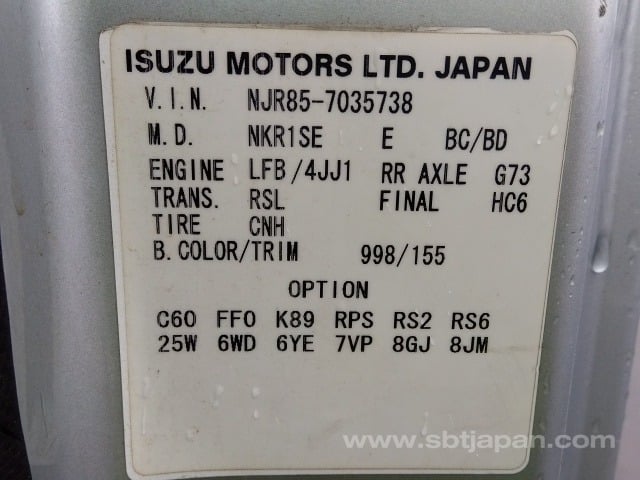 ISUZU MOTORS LTD. JAPAN
V.I.N. NJR85-7035738
M.D. NKR1SE E BC/BD
ENGINE LFB/4JJ1 RR AXLE G73
TRANS. RSL FINAL HC6
TIRE CNH
B.COLOR/TRIM 998/155
OPTION
C60 FF0 K89 RPS RS2 RS6
25W 6WD 6YE 7VP 8GJ 8JM
www.sbtjapan.com